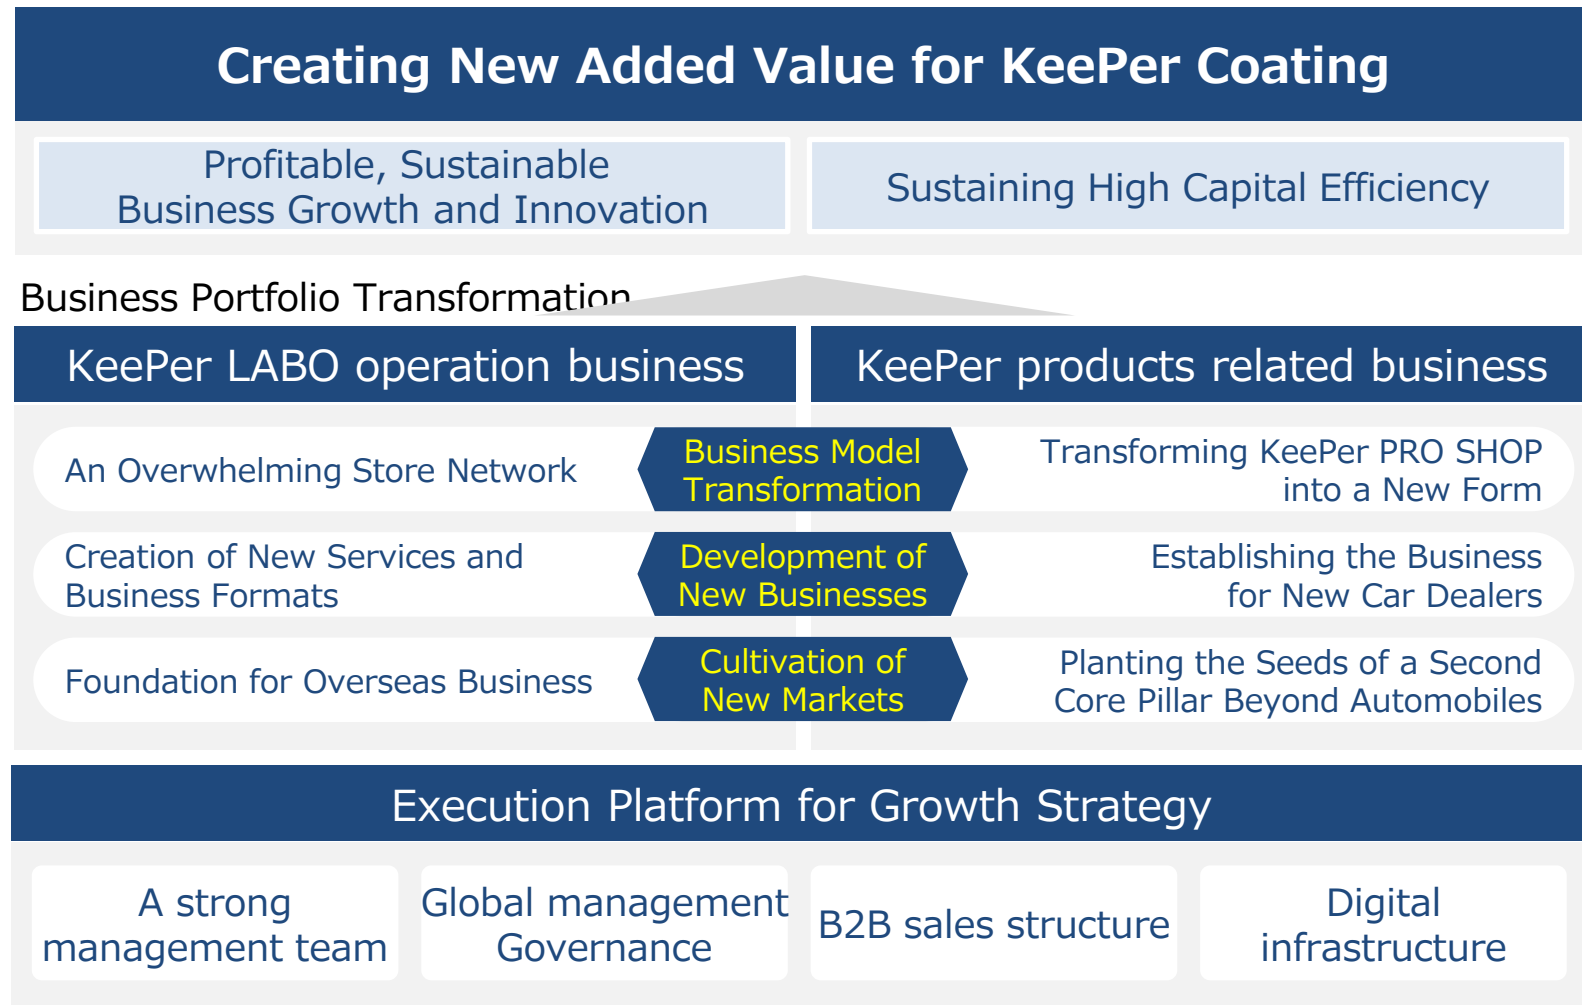 Creating New Added Value for KeePer Coating
Profitable, Sustainable
Business Growth and Innovation
Sustaining High Capital Efficiency
Business Portfolio Transformation
KeePer LABO operation business
KeePer products related business
An Overwhelming Store Network
Business Model
Transformation
Transforming KeePer PRO SHOP
into a New Form
Creation of New Services and
Business Formats
Development of
New Businesses
Establishing the Business
for New Car Dealers
Foundation for Overseas Business
Cultivation of
New Markets
Planting the Seeds of a Second
Core Pillar Beyond Automobiles
Execution Platform for Growth Strategy
A strong
management team
Global management
Governance
B2B sales structure
Digital
infrastructure